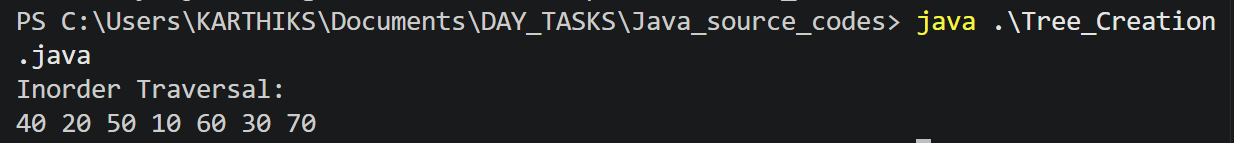 PS C:\Users\KARTHIKS\Documents\DAY_TASKS\Java_source_codes> java .\Tree_Creation
.java
Inorder Traversal:
40 20 50 10 60 30 70